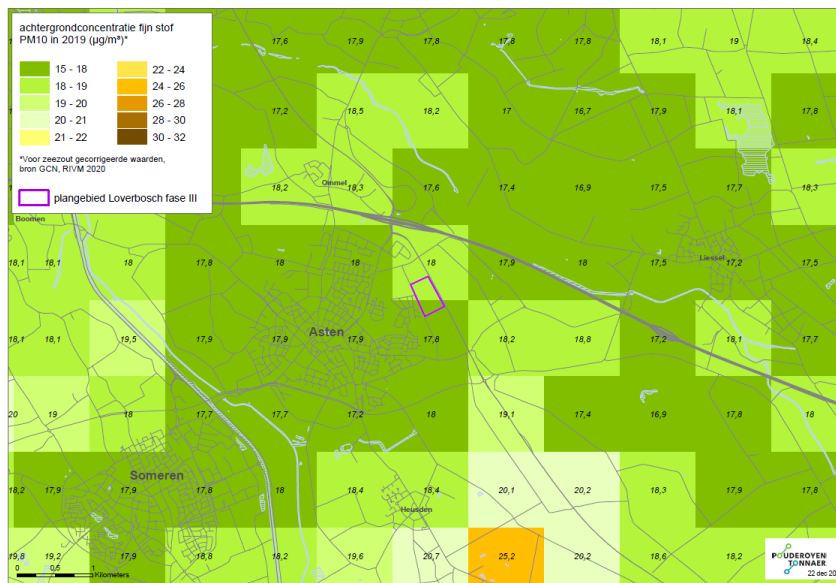 achtergrondconcentratie fijn stof
PM10 in 2019 (µg/m³)*
15 - 18
18 - 19
19 - 20
20 - 21
21 - 22
22 - 24
24 - 26
26 - 28
28 - 30
30 - 32
*Voor zeezout gecorrigeerde waarden,
bron GCN, RIVM 2020
plangebied Loverbosch fase III
17,6 17,9 17,8 17,8 17,8 18,1 19 18,4
17,2 18,5 18,2 17 16,7 17,9 18,1 17,8
18,2 18,3 17,6 17,4 16,9 17,5 17,7 18,3
Ommel
Boomen
18,1 18,1 17,8 18 18 18 17,9 18 17,5 17,2 17,5
Liessel
18,1 18,1 19,5 17,9 17,9 17,9 17,8 18,2 18,8 17,2 18,1 17,7
Asten
20 19 18 17,7 17,7 17,2 18 19,1 17,4 16,9 17,8 18
18,2 17,9 17,9 17,8 18 18,4 18,4 20,1 20,2 18,3 17,9 17,8
Someren
Heusden
19,8 19,2 17,9 18,8 18,2 19,6 20,7 25,2 20,2 18,6 18,2
0 0,5 1
Kilometers
POUDEROYEN
TONNAER